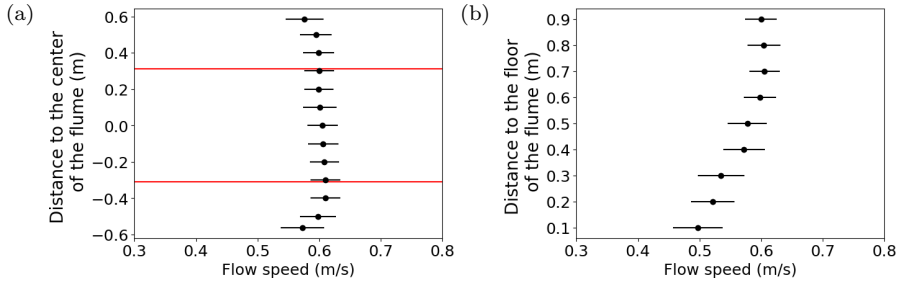 (a)
Distance to the center
of the flume (m)
0.6
0.4
0.2
0.0
−0.2
−0.4
−0.6
0.3 0.4 0.5 0.6 0.7 0.8
Flow speed (m/s)
(b)
Distance to the floor
of the flume (m)
0.9
0.8
0.7
0.6
0.5
0.4
0.3
0.2
0.1
0.3 0.4 0.5 0.6 0.7 0.8
Flow speed (m/s)